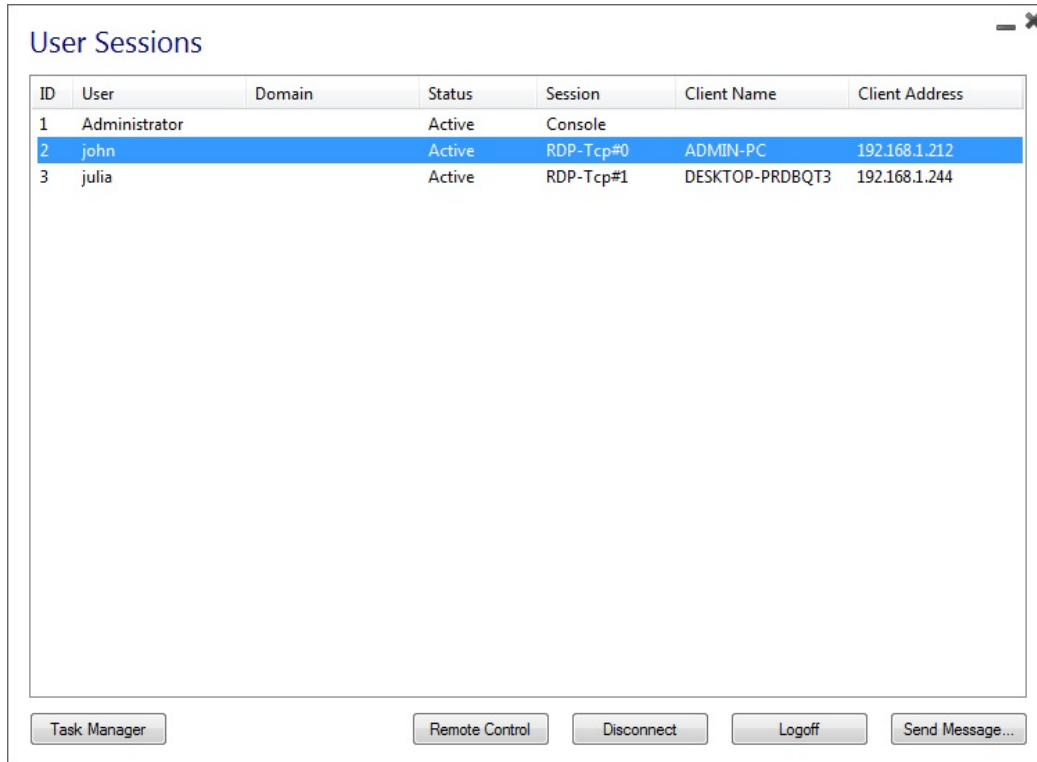 User Sessions
ID User Domain Status Session Client Name Client Address
1 Administrator Active Console
2 john Active RDP-Tcp#0 ADMIN-PC 192.168.1.212
3 julia Active RDP-Tcp#1 DESKTOP-PRDBQT3 192.168.1.244
Task Manager Remote Control Disconnect Logoff Send Message...